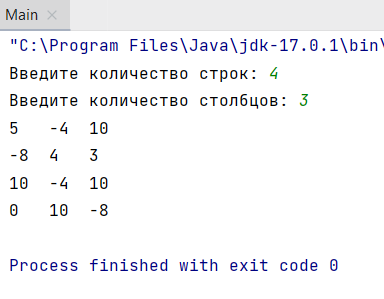 Main ×
"C:\Program Files\Java\jdk-17.0.1\bin\
Введите количество строк: 4
Введите количество столбцов: 3
5 -4 10
-8 4 3
10 -4 10
0 10 -8
Process finished with exit code 0